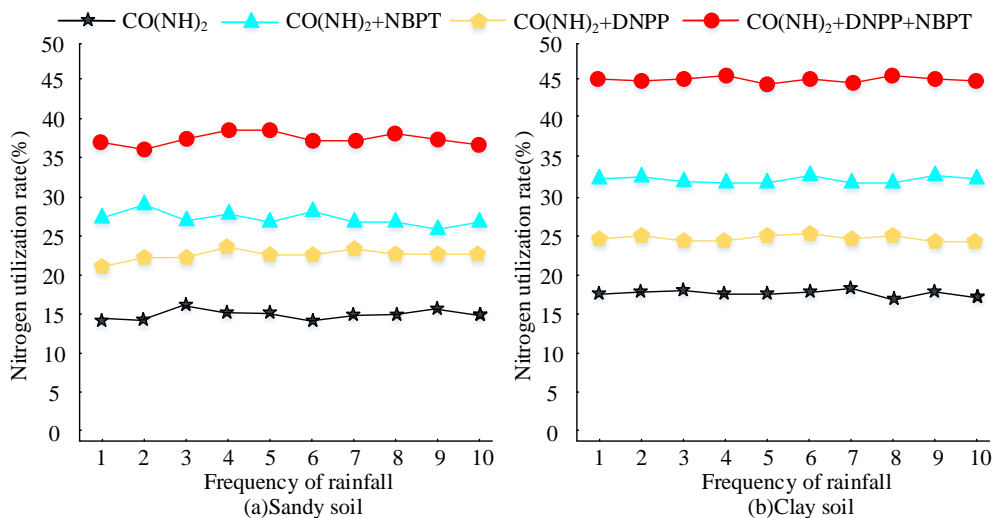 CO(NH)2 CO(NH)2+NBPT CO(NH)2+DNPP CO(NH)2+DNPP+NBPT
Nitrogen utilization rate(%)
50
45
40
35
30
25
20
15
10
5
0
1 2 3 4 5 6 7 8 9 10
Frequency of rainfall
(a)Sandy soil
Nitrogen utilization rate(%)
50
45
40
35
30
25
20
15
10
5
0
1 2 3 4 5 6 7 8 9 10
Frequency of rainfall
(b)Clay soil